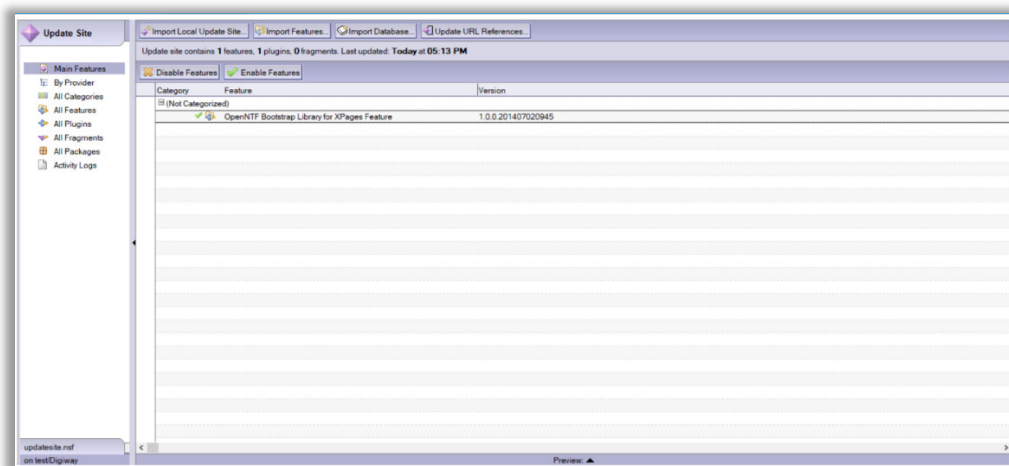 Update Site
Import Local Update Site...
Import Features...
Import Database...
Update URL References...
Update site contains 1 features, 1 plugins, 0 fragments. Last updated: Today at 05:13 PM
Main Features
By Provider
All Categories
All Features
All Plugins
All Fragments
All Packages
Activity Logs
Disable Features
Enable Features
Category Feature Version
(Not Categorized)
OpenNTF Bootstrap Library for XPages Feature 1.0.0.201407020945
updatesite.nsf
on test/Digiway
Preview: